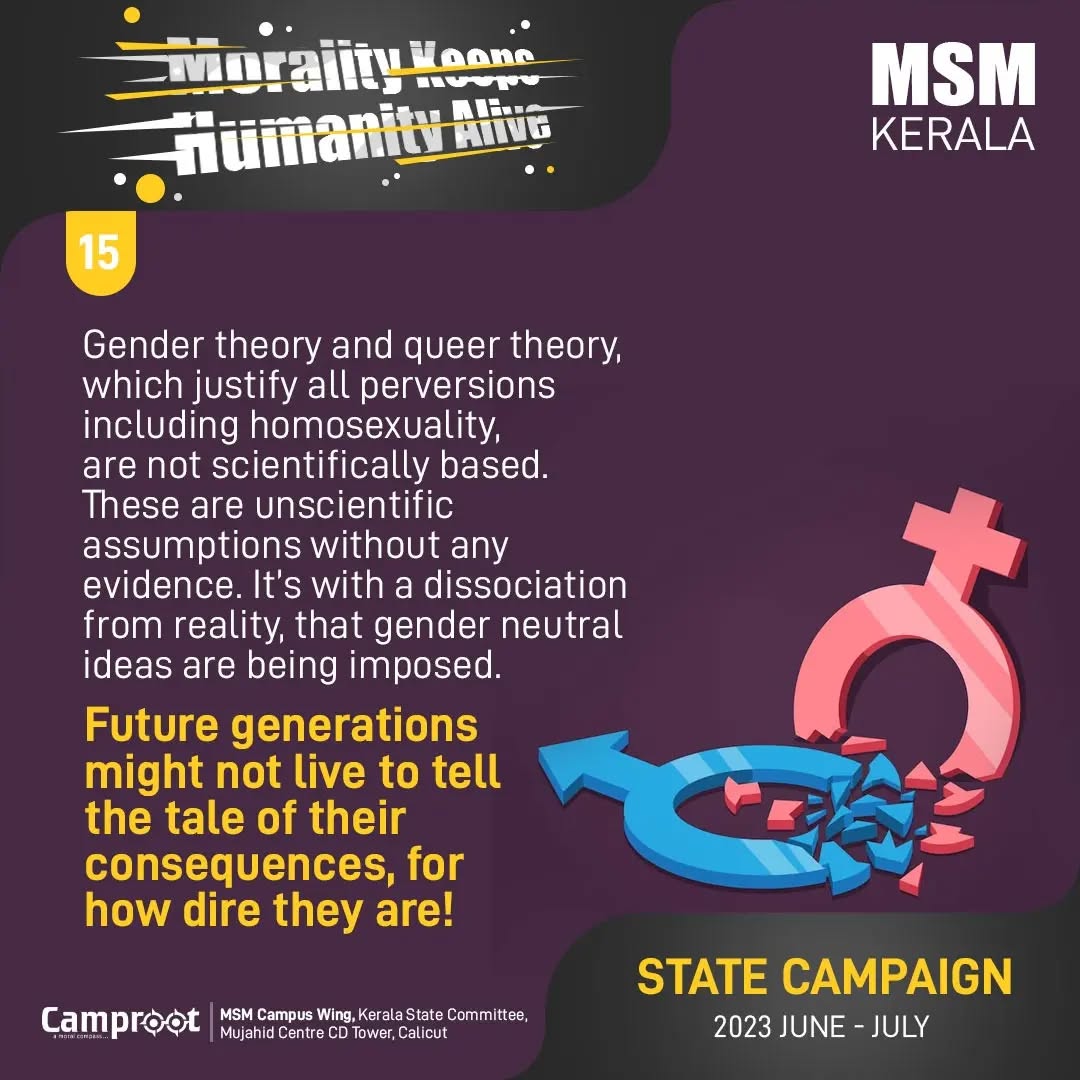 Morality Keeps
Humanity Alive
MSM
KERALA
15
Gender theory and queer theory,
which justify all perversions
including homosexuality,
are not scientifically based.
These are unscientific
assumptions without any
evidence. It's with a dissociation
from reality, that gender neutral
ideas are being imposed.
Future generations
might not live to tell
the tale of their
consequences, for
how dire they are!
STATE CAMPAIGN
2023 JUNE - JULY
Camproot
a moral compass...
MSM Campus Wing, Kerala State Committee,
Mujahid Centre CD Tower, Calicut